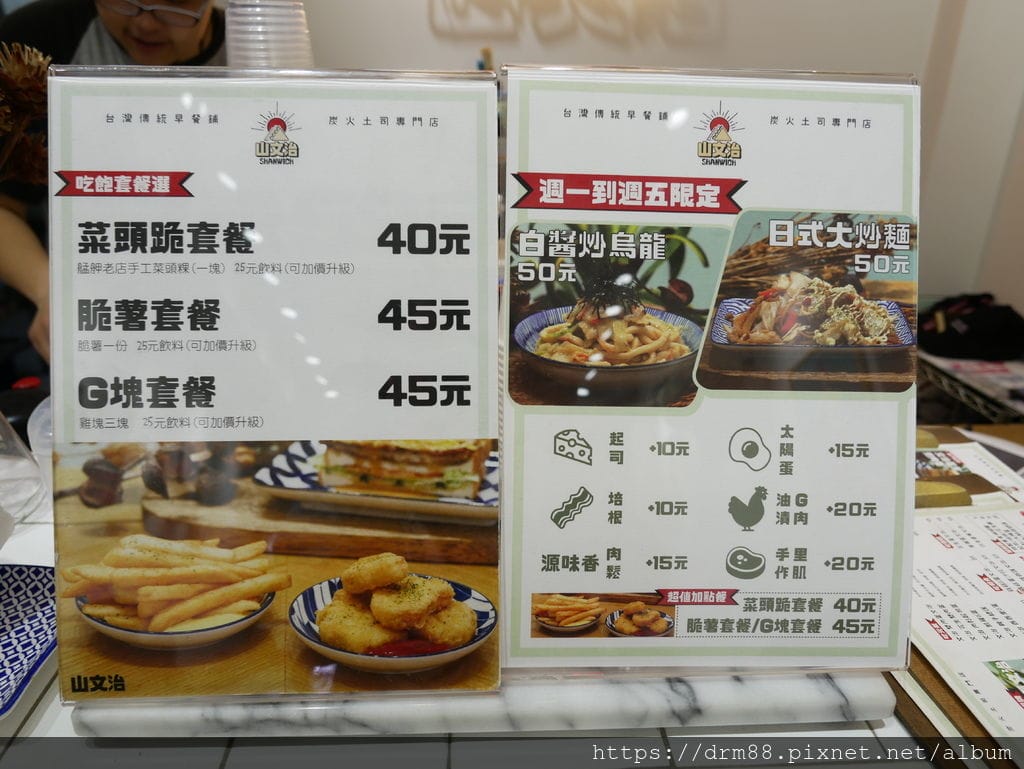 台灣傳統早餐鋪
炭火土司專門店
山文治
SHANWICH
吃飽套餐選
菜頭跪套餐 40元
艋舺老店手工菜頭粿(一塊) 25元飲料(可加價升級)
脆薯套餐 45元
脆薯一份 25元飲料(可加價升級)
G塊套餐 45元
雞塊三塊 25元飲料(可加價升級)
山文治
台灣傳統早餐鋪
炭火土司專門店
山文治
SHANWICH
週一到週五限定
白醬炒烏龍
50元
日式大炒麵
50元
起司 +10元
太陽蛋 +15元
培根 +10元
油漬G肉 +20元
源味香肉鬆 +15元
手作里肌 +20元
超值加點餐
菜頭跪套餐 40元
脆薯套餐/G塊套餐 45元
https://drm88.pixnet.net/album